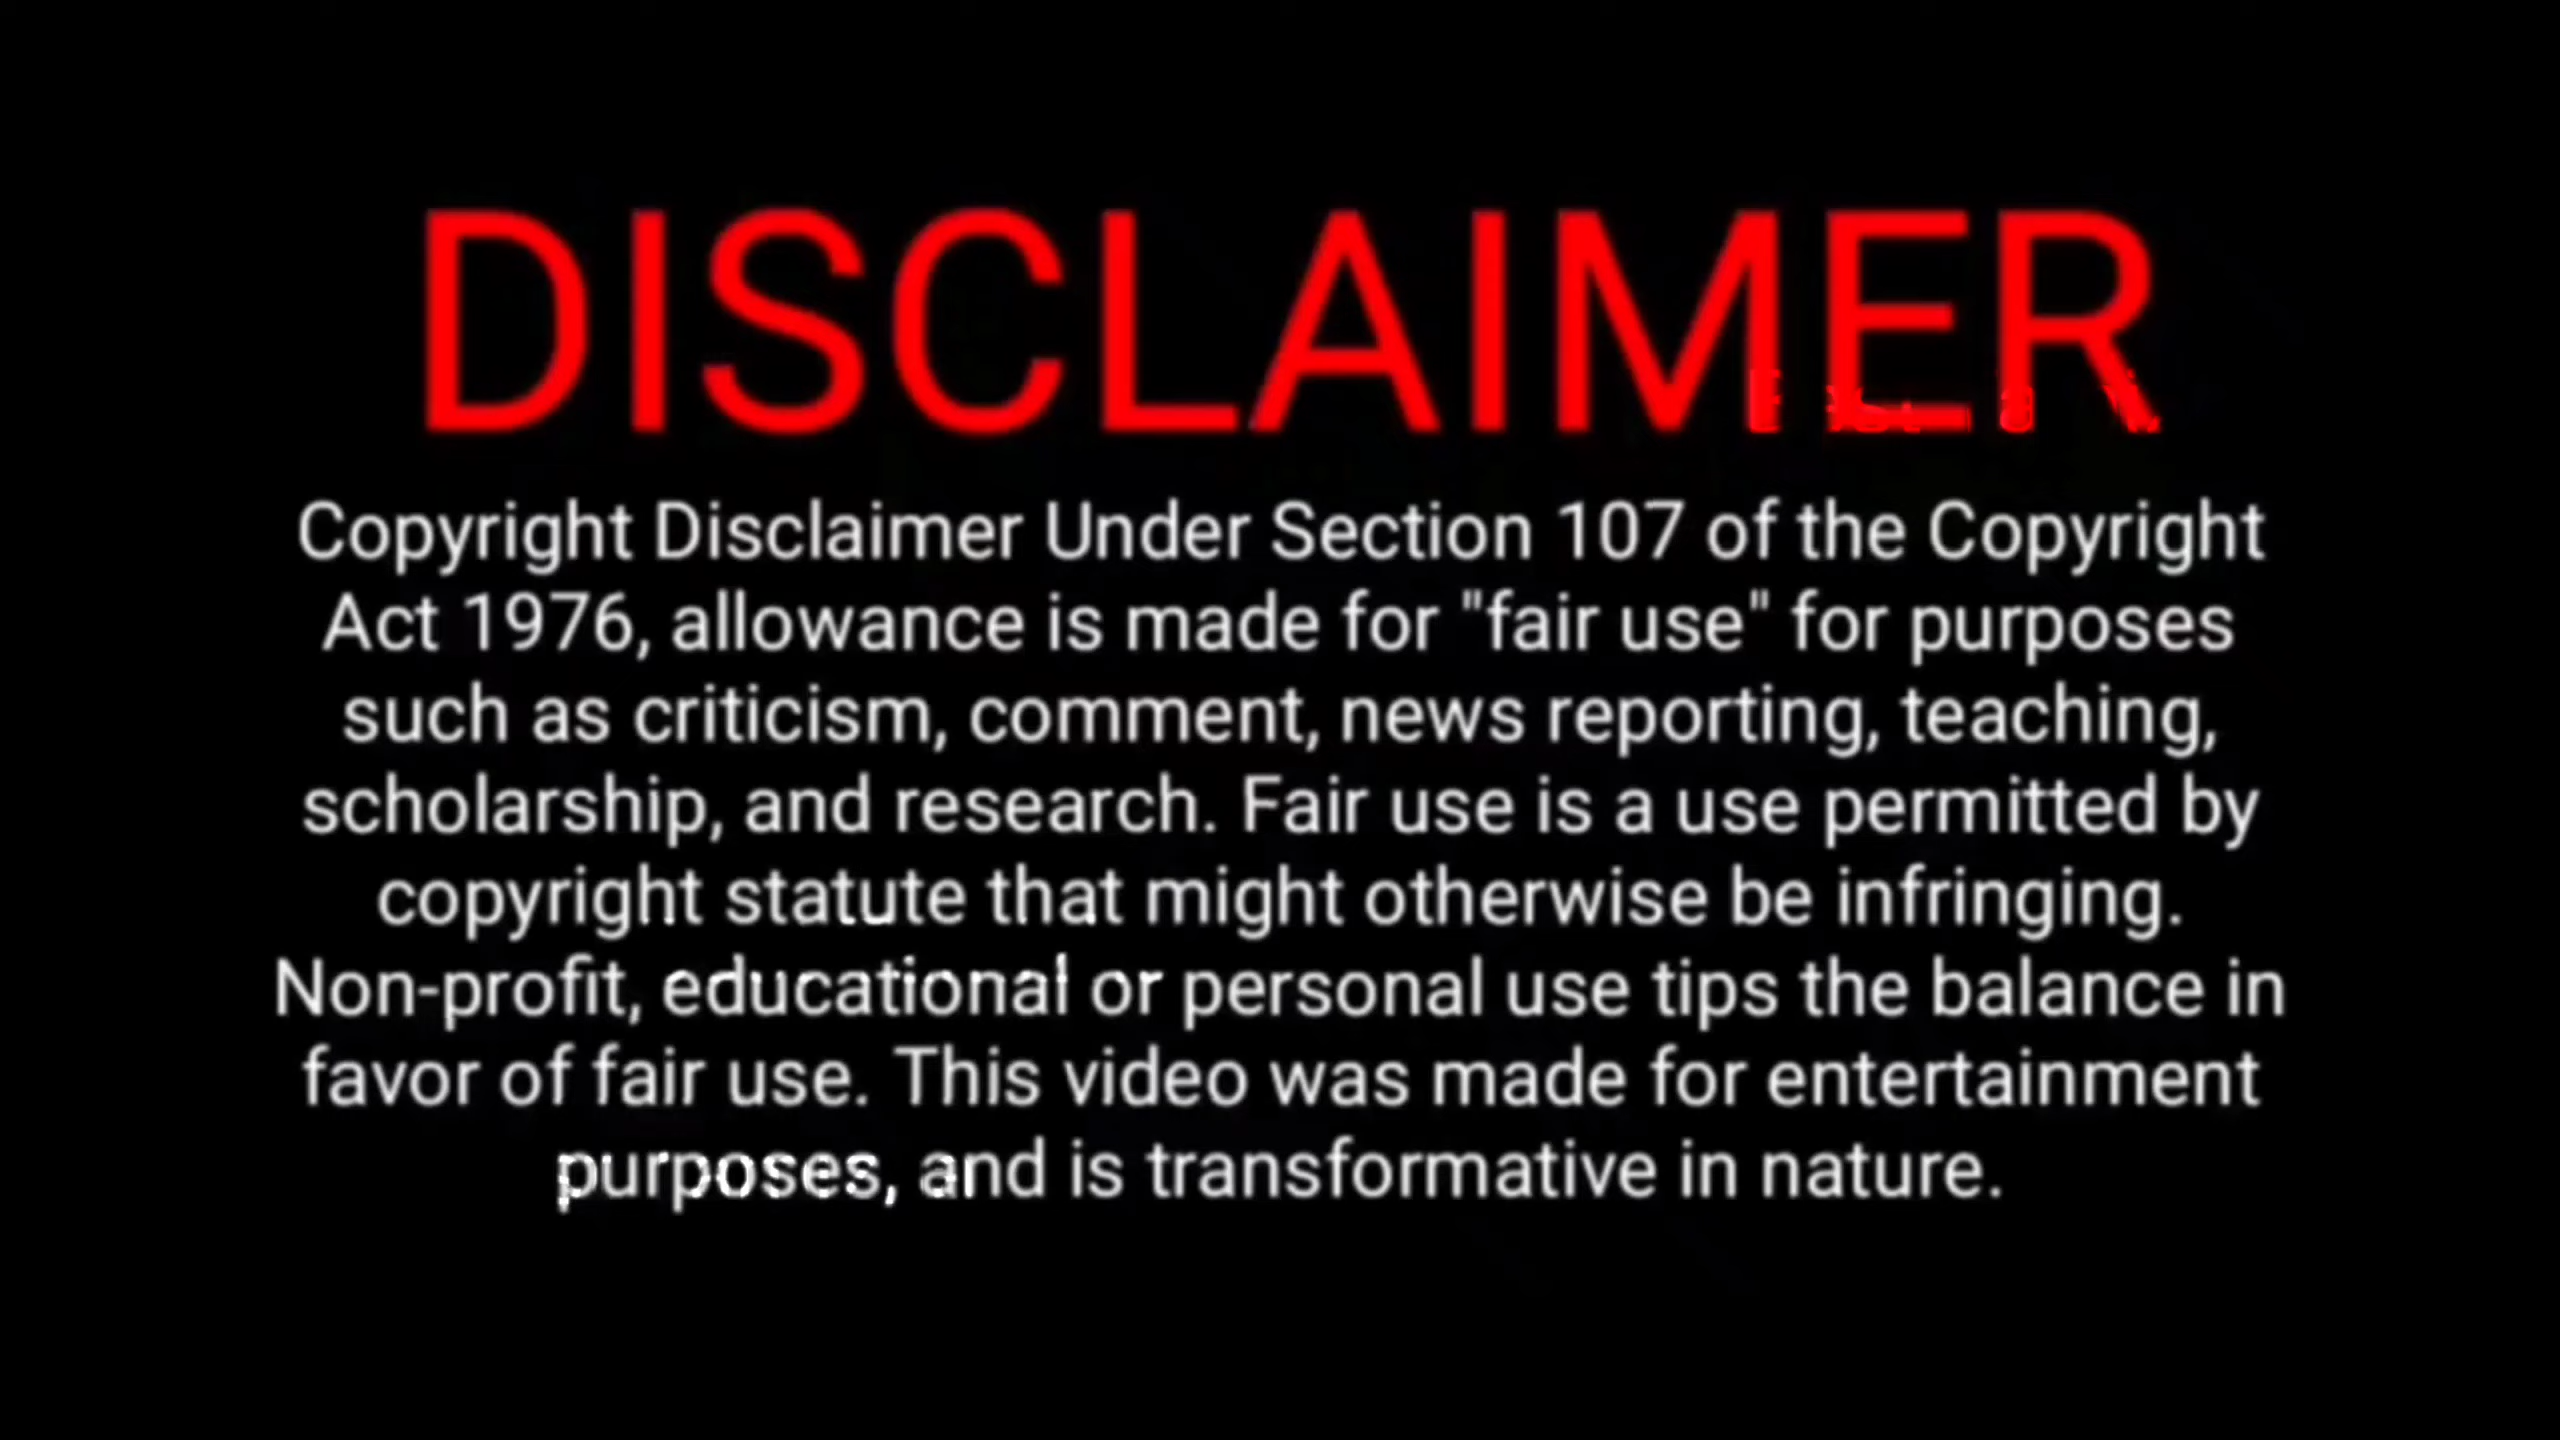 DISCLAIMER
Copyright Disclaimer Under Section 107 of the Copyright
Act 1976, allowance is made for "fair use" for purposes
such as criticism, comment, news reporting, teaching,
scholarship, and research. Fair use is a use permitted by
copyright statute that might otherwise be infringing.
Non-profit, educational or personal use tips the balance in
favor of fair use. This video was made for entertainment
purposes, and is transformative in nature.